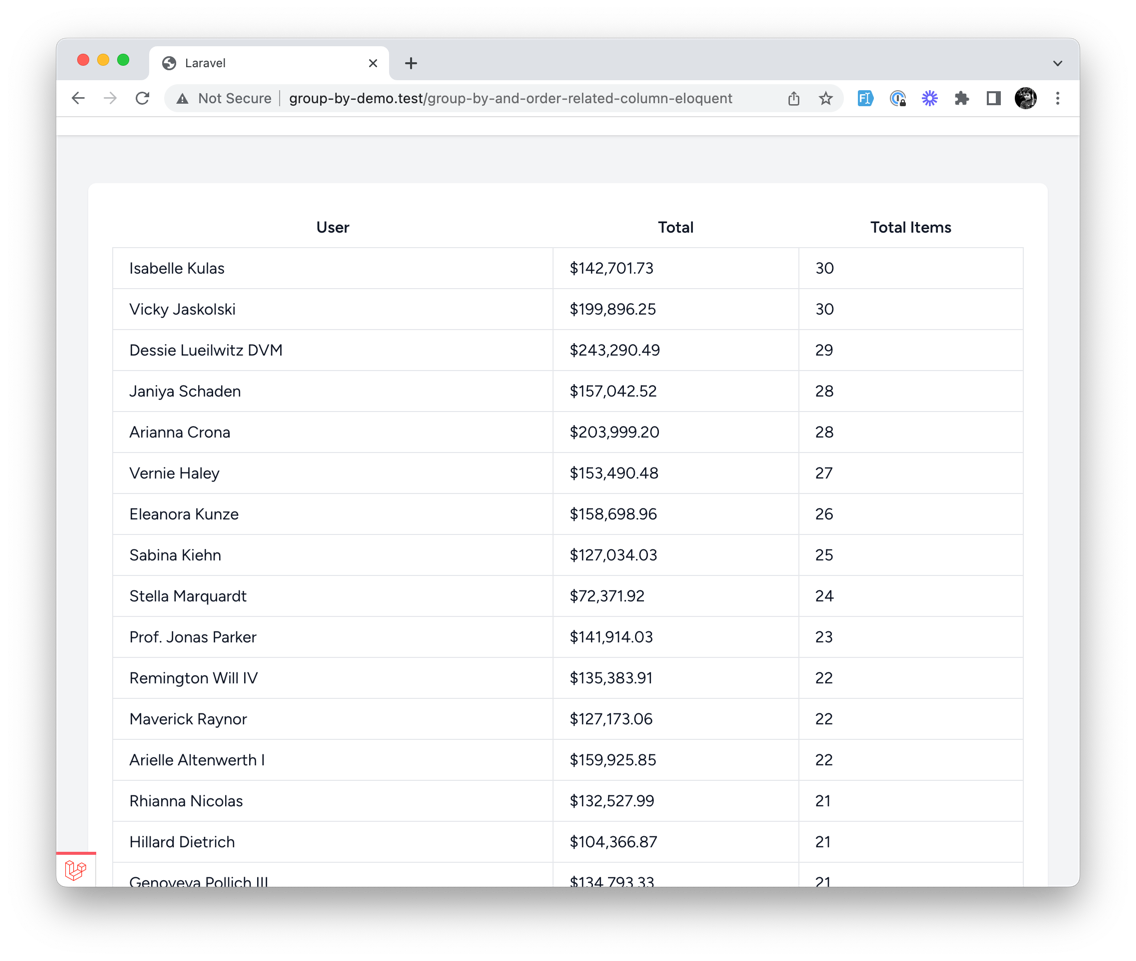 Laravel
Not Secure group-by-demo.test/group-by-and-order-related-column-eloquent
User Total Total Items
Isabelle Kulas $142,701.73 30
Vicky Jaskolski $199,896.25 30
Dessie Lueilwitz DVM $243,290.49 29
Janiya Schaden $157,042.52 28
Arianna Crona $203,999.20 28
Vernie Haley $153,490.48 27
Eleanora Kunze $158,698.96 26
Sabina Kiehn $127,034.03 25
Stella Marquardt $72,371.92 24
Prof. Jonas Parker $141,914.03 23
Remington Will IV $135,383.91 22
Maverick Raynor $127,173.06 22
Arielle Altenwerth I $159,925.85 22
Rhianna Nicolas $132,527.99 21
Hillard Dietrich $104,366.87 21
Genoveva Pollich III $134,793.33 21